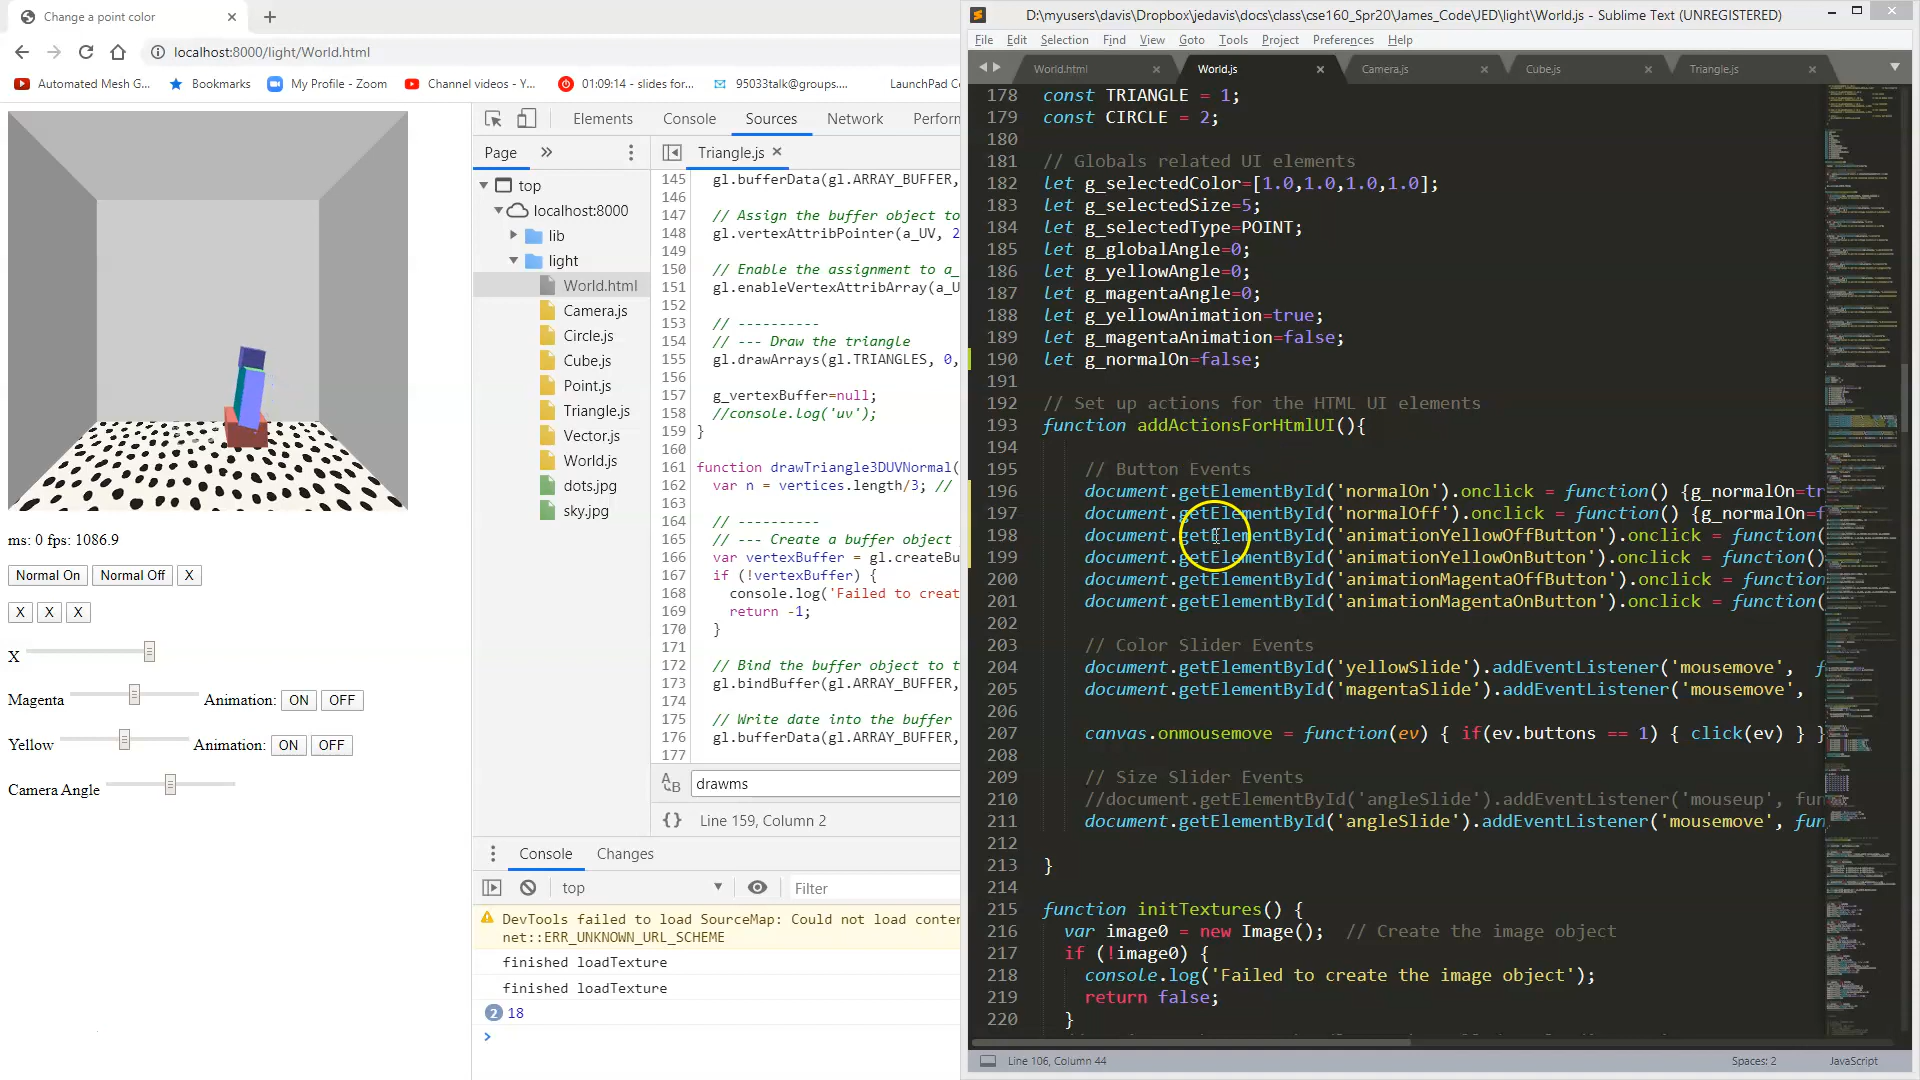 Change a point color
localhost:8000/light/World.html
Automated Mesh G...
Bookmarks
My Profile - Zoom
Channel videos - Y...
01:09:14 - slides for...
95033talk@groups....
LaunchPad Co
ms: 0 fps: 1086.9
Normal On
Normal Off
X
X
X
X
X
Magenta
Animation:
ON
OFF
Yellow
Animation:
ON
OFF
Camera Angle
Elements
Console
Sources
Network
Perform
Page
Triangle.js
top
localhost:8000
lib
light
World.html
Camera.js
Circle.js
Cube.js
Point.js
Triangle.js
Vector.js
World.js
dots.jpg
sky.jpg
145 gl.bufferData(gl.ARRAY_BUFFER,
146
147 // Assign the buffer object to
148 gl.vertexAttribPointer(a_UV, 2
149
150 // Enable the assignment to a_
151 gl.enableVertexAttribArray(a_U
152
153 // ----------
154 // --- Draw the triangle
155 gl.drawArrays(gl.TRIANGLES, 0,
156
157 g_vertexBuffer=null;
158 //console.log('uv');
159 }
160
161 function drawTriangle3DUVNormal(
162 var n = vertices.length/3; //
163
164 // ----------
165 // --- Create a buffer object
166 var vertexBuffer = gl.createBu
167 if (!vertexBuffer) {
168 console.log('Failed to creat
169 return -1;
170 }
171
172 // Bind the buffer object to t
173 gl.bindBuffer(gl.ARRAY_BUFFER,
174
175 // Write date into the buffer
176 gl.bufferData(gl.ARRAY_BUFFER,
177
drawms
{} Line 159, Column 2
Console
Changes
top
Filter
DevTools failed to load SourceMap: Could not load conten
net::ERR_UNKNOWN_URL_SCHEME
finished loadTexture
finished loadTexture
2 18
D:\myusers\davis\Dropbox\jedavis\docs\class\cse160_Spr20\James_Code\JED\light\World.js - Sublime Text (UNREGISTERED)
File Edit Selection Find View Goto Tools Project Preferences Help
World.html
World.js
Camera.js
Cube.js
Triangle.js
178 const TRIANGLE = 1;
179 const CIRCLE = 2;
180
181 // Globals related UI elements
182 let g_selectedColor=[1.0,1.0,1.0,1.0];
183 let g_selectedSize=5;
184 let g_selectedType=POINT;
185 let g_globalAngle=0;
186 let g_yellowAngle=0;
187 let g_magentaAngle=0;
188 let g_yellowAnimation=true;
189 let g_magentaAnimation=false;
190 let g_normalOn=false;
191
192 // Set up actions for the HTML UI elements
193 function addActionsForHtmlUI(){
194
195 // Button Events
196 document.getElementById('normalOn').onclick = function() {g_normalOn=tr
197 document.getElementById('normalOff').onclick = function() {g_normalOn=f
198 document.getElementById('animationYellowOffButton').onclick = function(
199 document.getElementById('animationYellowOnButton').onclick = function()
200 document.getElementById('animationMagentaOffButton').onclick = function
201 document.getElementById('animationMagentaOnButton').onclick = function(
202
203 // Color Slider Events
204 document.getElementById('yellowSlide').addEventListener('mousemove', f
205 document.getElementById('magentaSlide').addEventListener('mousemove',
206
207 canvas.onmousemove = function(ev) { if(ev.buttons == 1) { click(ev) } }
208
209 // Size Slider Events
210 //document.getElementById('angleSlide').addEventListener('mouseup', fun
211 document.getElementById('angleSlide').addEventListener('mousemove', fun
212
213 }
214
215 function initTextures() {
216 var image0 = new Image(); // Create the image object
217 if (!image0) {
218 console.log('Failed to create the image object');
219 return false;
220 }
Line 106, Column 44
Spaces: 2
JavaScript